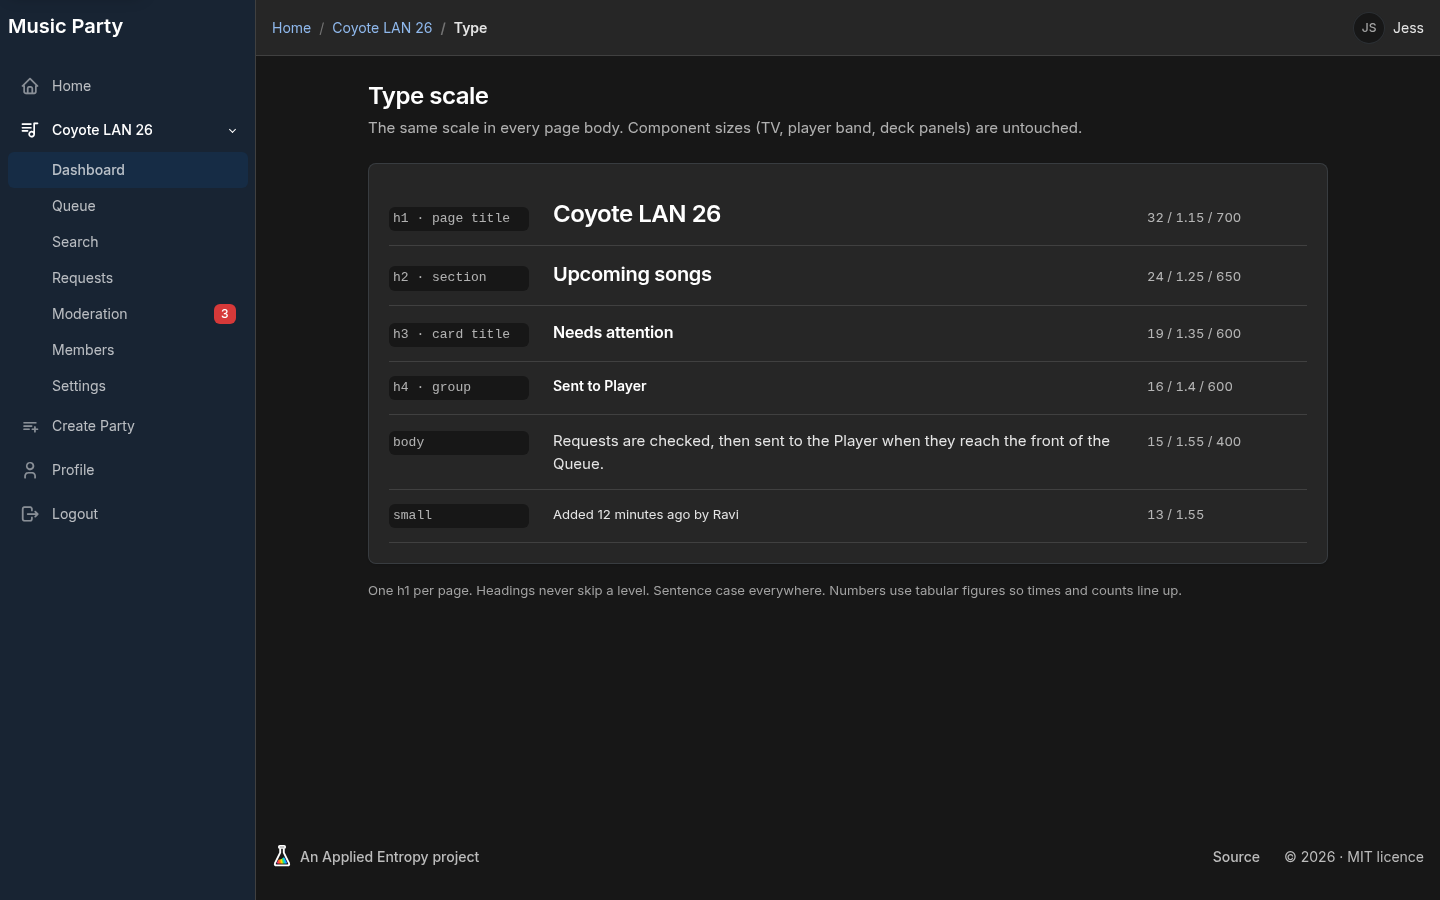 Music Party
Home / Coyote LAN 26 / Type
JS Jess
Home
Coyote LAN 26
Dashboard
Queue
Search
Requests
Moderation 3
Members
Settings
Create Party
Profile
Logout
Type scale
The same scale in every page body. Component sizes (TV, player band, deck panels) are untouched.
h1 · page title Coyote LAN 26 32 / 1.15 / 700
h2 · section Upcoming songs 24 / 1.25 / 650
h3 · card title Needs attention 19 / 1.35 / 600
h4 · group Sent to Player 16 / 1.4 / 600
body Requests are checked, then sent to the Player when they reach the front of the 15 / 1.55 / 400
Queue.
small Added 12 minutes ago by Ravi 13 / 1.55
One h1 per page. Headings never skip a level. Sentence case everywhere. Numbers use tabular figures so times and counts line up.
An Applied Entropy project
Source © 2026 · MIT licence